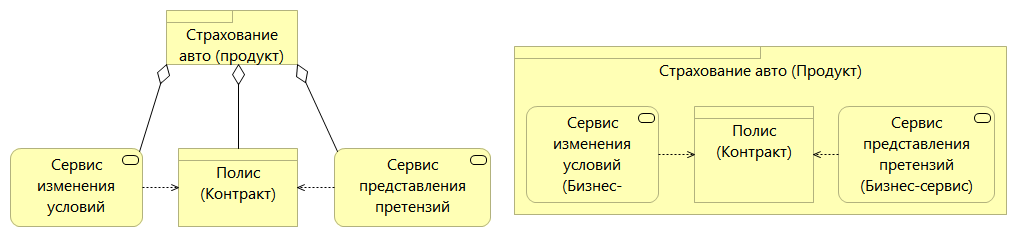 Страхование
авто (продукт)
Сервис
изменения
условий
Полис
(Контракт)
Сервис
представления
претензий
Страхование авто (Продукт)
Сервис
изменения
условий
(Бизнес-
Полис
(Контракт)
Сервис
представления
претензий
(Бизнес-сервис)